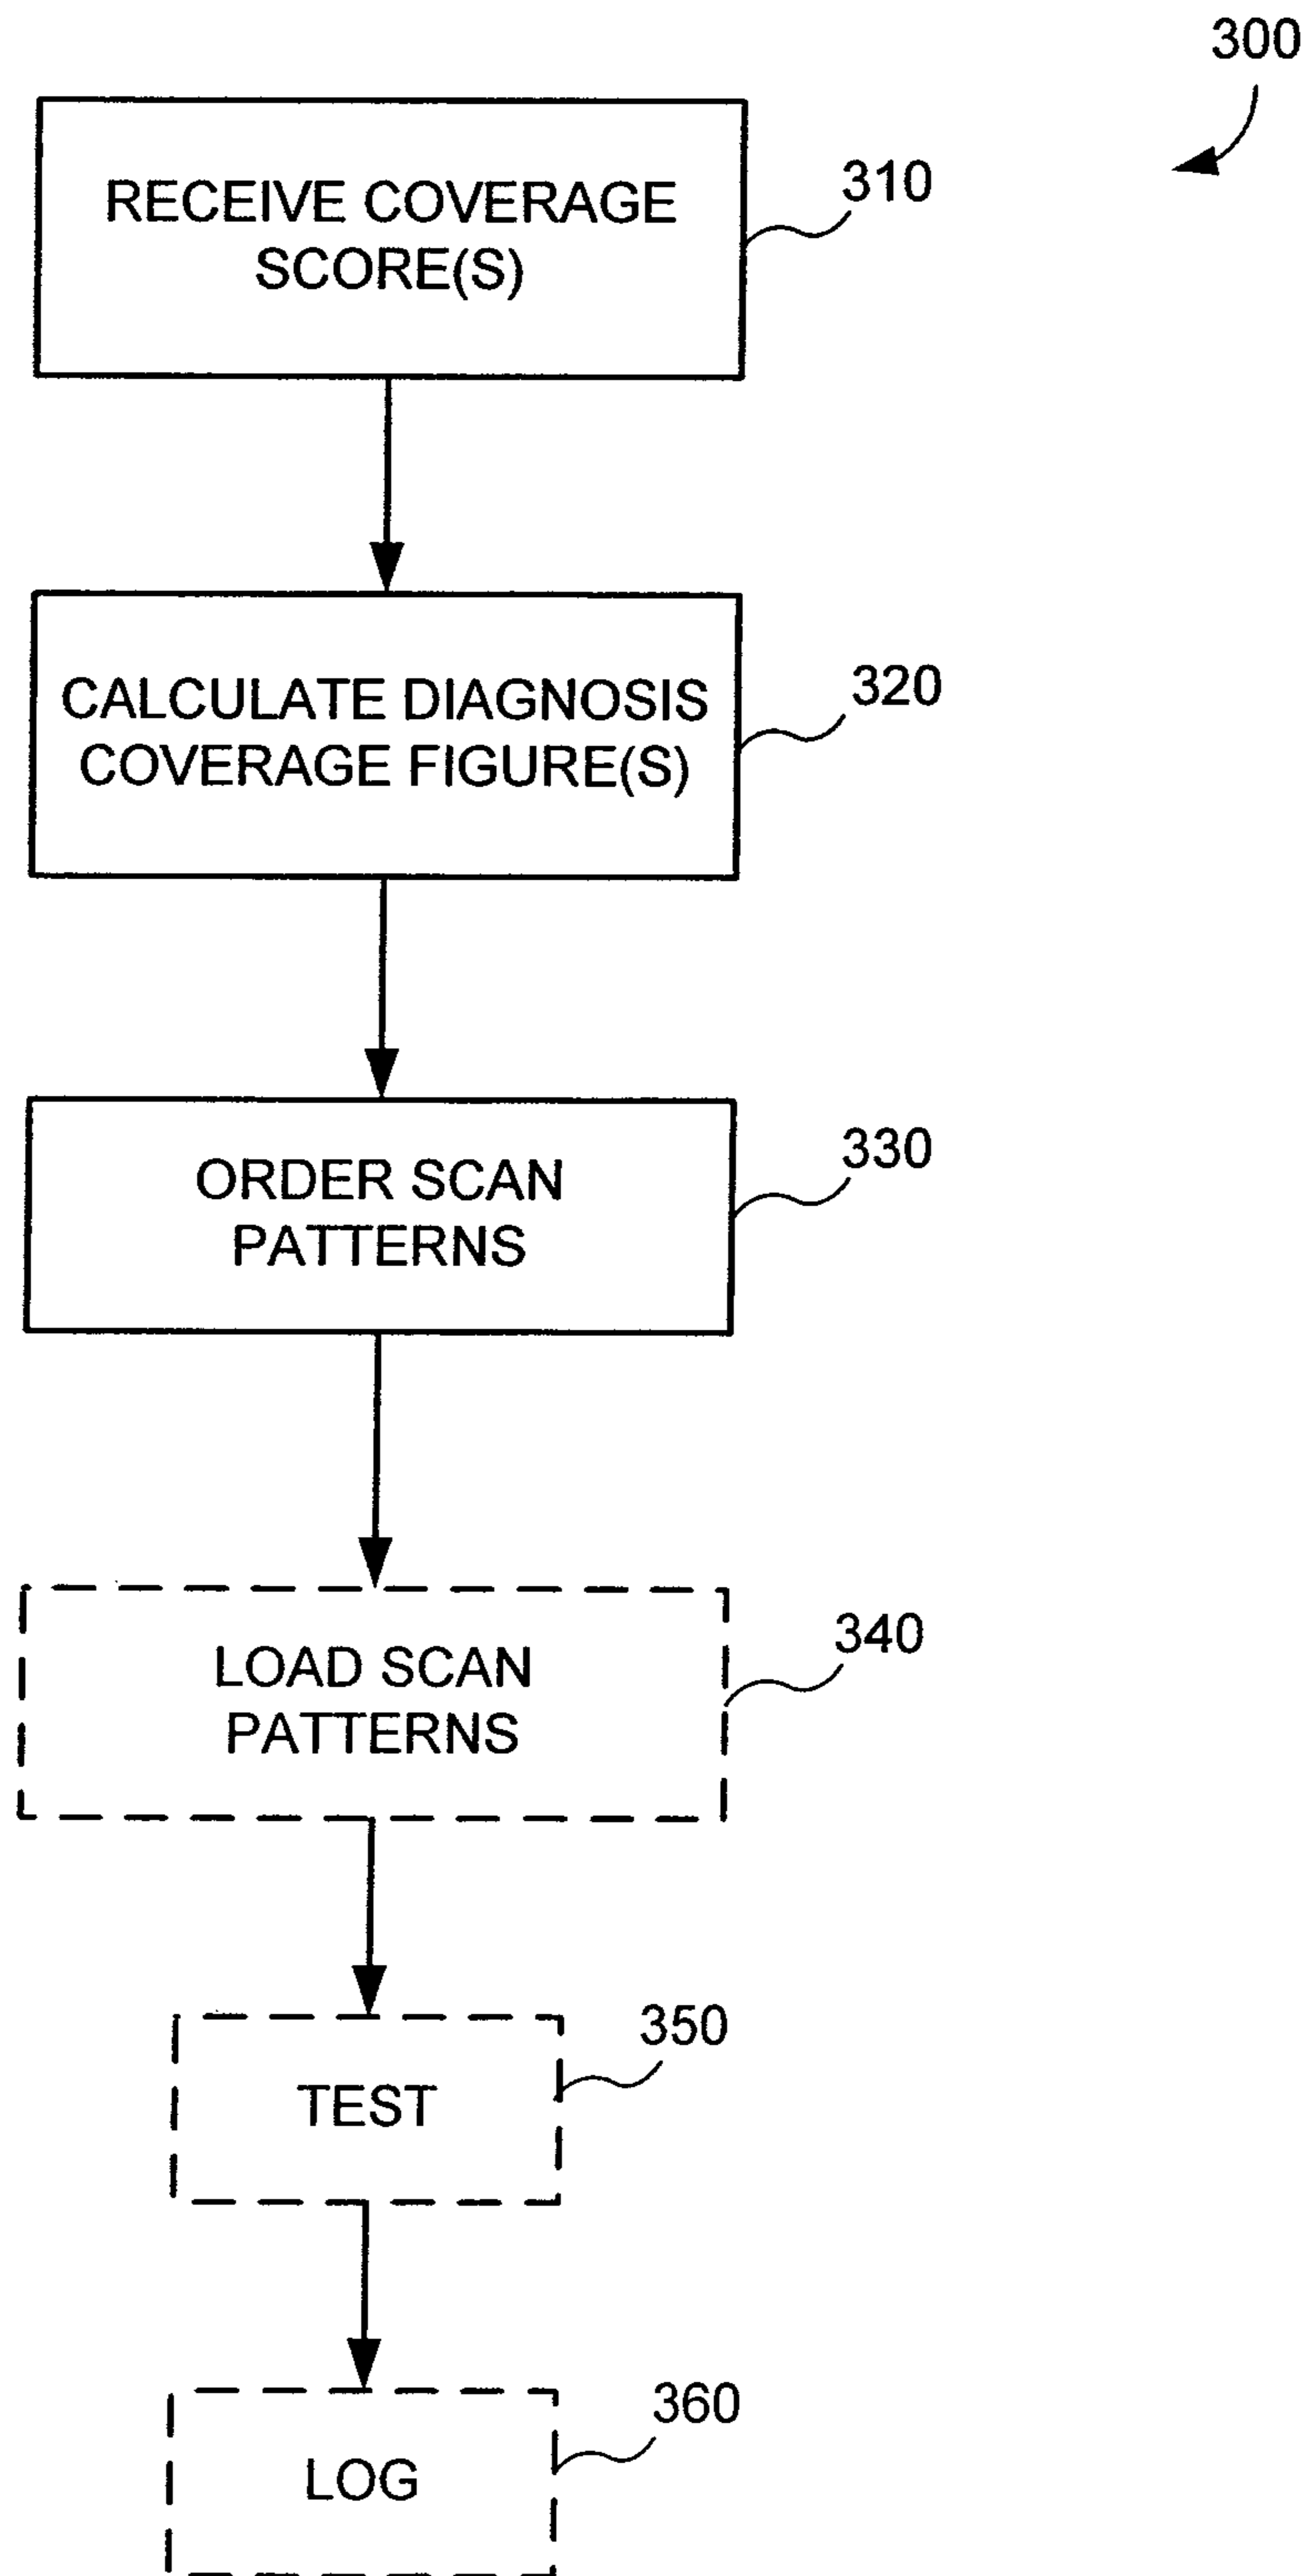 300
RECEIVE COVERAGE
SCORE(S)
310
CALCULATE DIAGNOSIS
COVERAGE FIGURE(S)
320
ORDER SCAN
PATTERNS
330
LOAD SCAN
PATTERNS
340
TEST
350
LOG
360